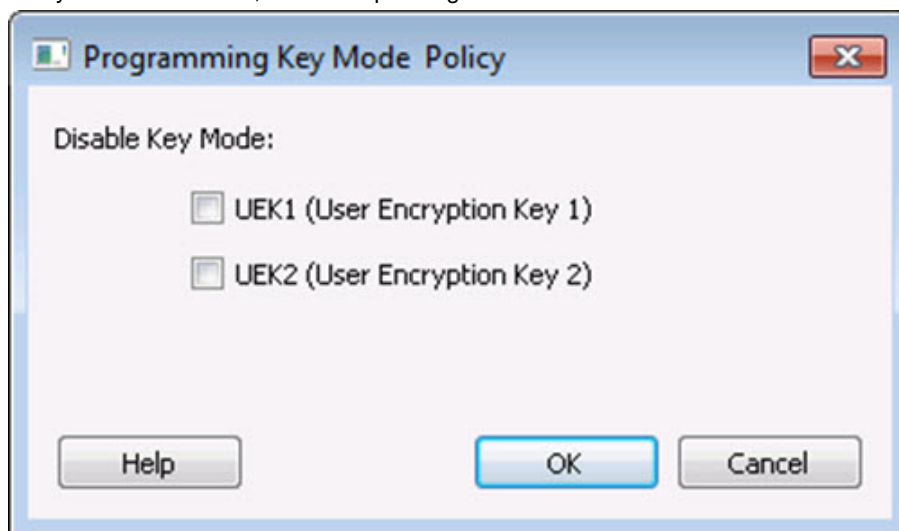 Programming Key Mode Policy
Disable Key Mode:
UEK1 (User Encryption Key 1)
UEK2 (User Encryption Key 2)
Help
OK
Cancel